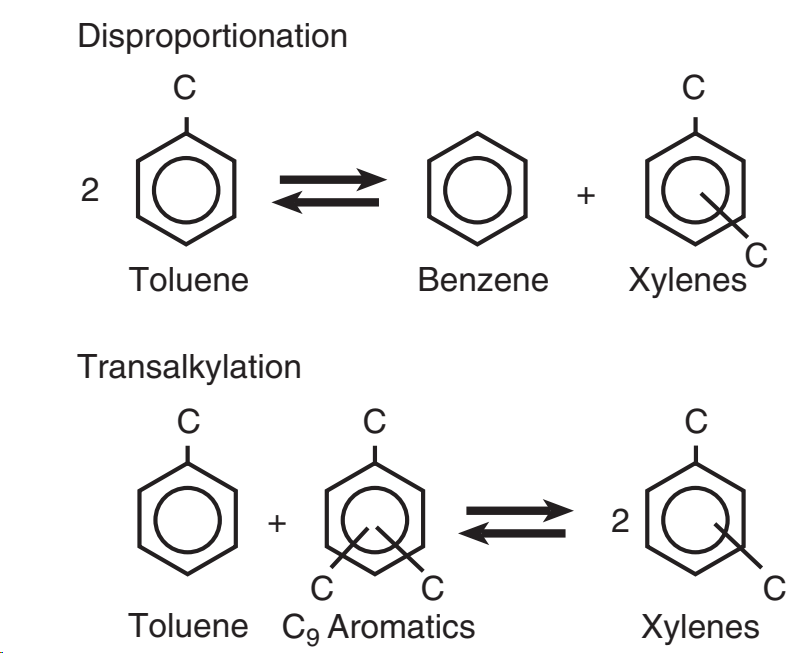 Disproportionation
C C
2 + C
Toluene Benzene Xylenes
Transalkylation
C C C
+ 2
C C C
Toluene C₉ Aromatics Xylenes